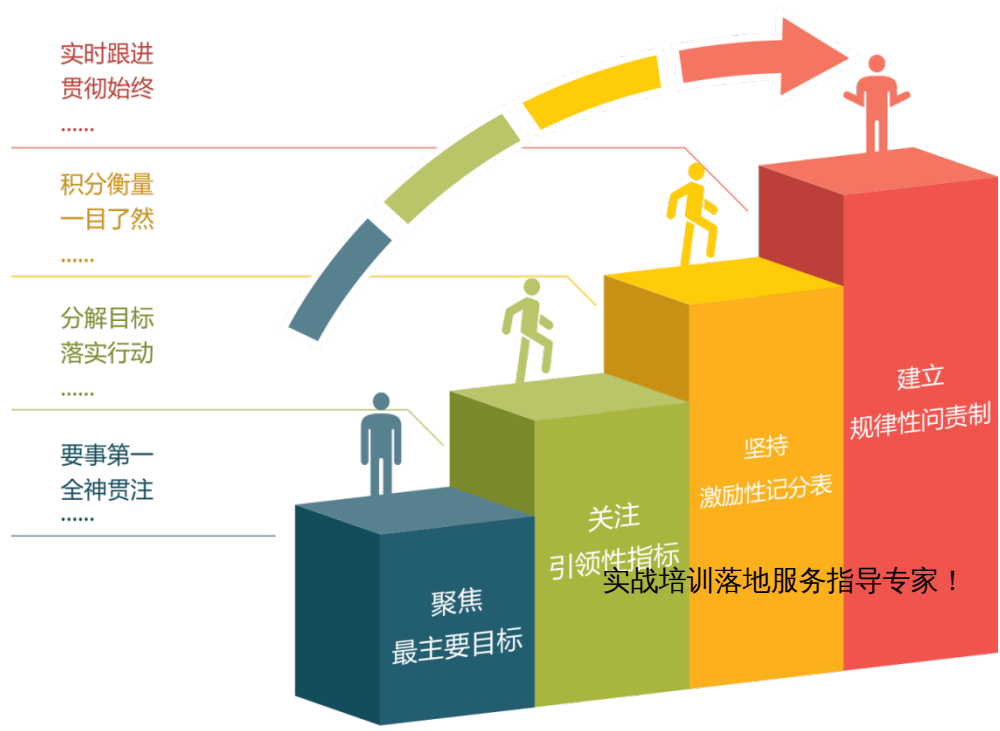 实时跟进
贯彻始终
......
积分衡量
一目了然
......
分解目标
落实行动
......
要事第一
全神贯注
......
建立
规律性问责制
坚持
激励性记分表
关注
引领性指标
实战培训落地服务指导专家！
聚焦
最主要目标